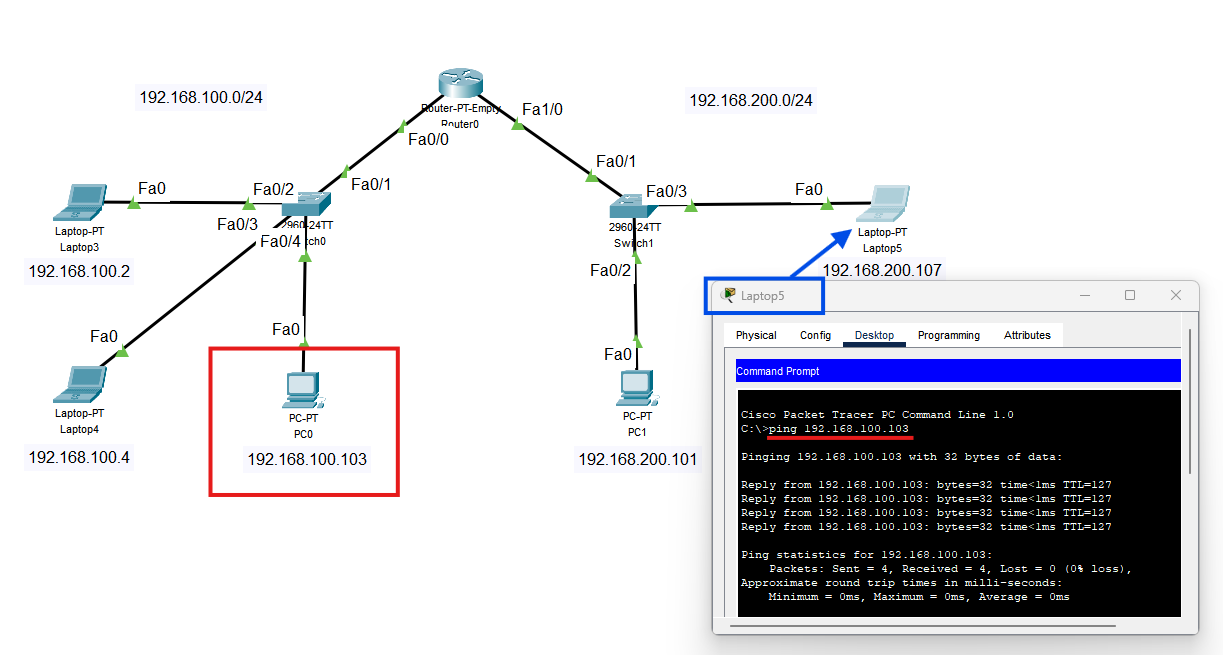 192.168.100.0/24
192.168.200.0/24
Router-PT-Empty
Router0
Fa0/0
Fa1/0
Fa0/1
Fa0/1
Fa0
Fa0/2
Fa0/3
Fa0/4
2960-24TT
tch0
Laptop-PT
Laptop3
192.168.100.2
Fa0
Laptop-PT
Laptop4
192.168.100.4
Fa0
PC-PT
PC0
192.168.100.103
Fa0/3
2960-24TT
Switch1
Fa0/2
Fa0
PC-PT
PC1
192.168.200.101
Fa0
Laptop-PT
Laptop5
192.168.200.107
Laptop5
Physical Config Desktop Programming Attributes
Command Prompt
Cisco Packet Tracer PC Command Line 1.0
C:\>ping 192.168.100.103
Pinging 192.168.100.103 with 32 bytes of data:
Reply from 192.168.100.103: bytes=32 time<1ms TTL=127
Reply from 192.168.100.103: bytes=32 time<1ms TTL=127
Reply from 192.168.100.103: bytes=32 time<1ms TTL=127
Reply from 192.168.100.103: bytes=32 time<1ms TTL=127
Ping statistics for 192.168.100.103:
Packets: Sent = 4, Received = 4, Lost = 0 (0% loss),
Approximate round trip times in milli-seconds:
Minimum = 0ms, Maximum = 0ms, Average = 0ms